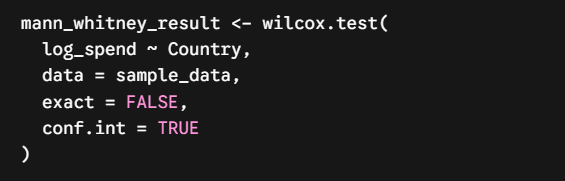 mann_whitney_result <- wilcox.test(
  log_spend ~ Country,
  data = sample_data,
  exact = FALSE,
  conf.int = TRUE
)